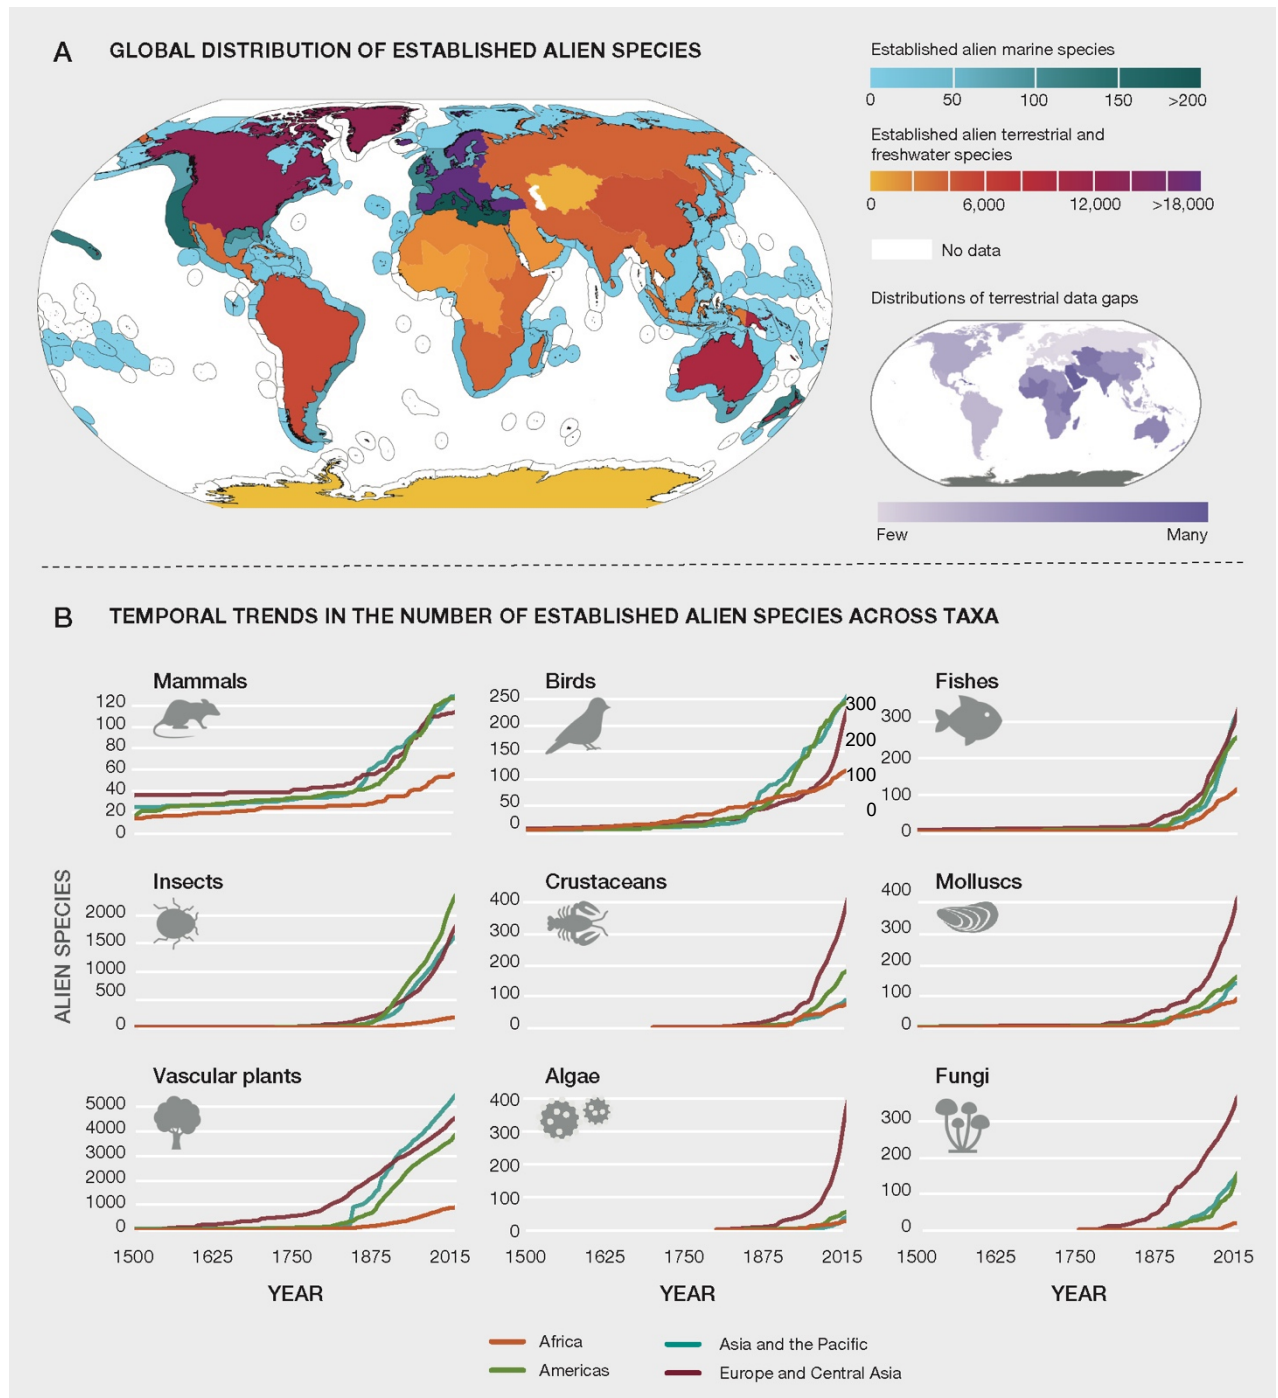 A GLOBAL DISTRIBUTION OF ESTABLISHED ALIEN SPECIES
Established alien marine species
0 50 100 150 >200
Established alien terrestrial and
freshwater species
0 6,000 12,000 >18,000
No data
Distributions of terrestrial data gaps
Few Many
B TEMPORAL TRENDS IN THE NUMBER OF ESTABLISHED ALIEN SPECIES ACROSS TAXA
ALIEN SPECIES
Mammals
120
100
80
60
40
20
0
Birds
250
200
150
100
50
0
300
200
100
0
Fishes
300
200
100
0
Insects
2000
1500
1000
500
0
Crustaceans
400
300
200
100
0
Molluscs
400
300
200
100
0
Vascular plants
5000
4000
3000
2000
1000
0
1500 1625 1750 1875 2015
YEAR
Algae
400
300
200
100
0
1500 1625 1750 1875 2015
YEAR
Fungi
300
200
100
0
1500 1625 1750 1875 2015
YEAR
Africa
Americas
Asia and the Pacific
Europe and Central Asia